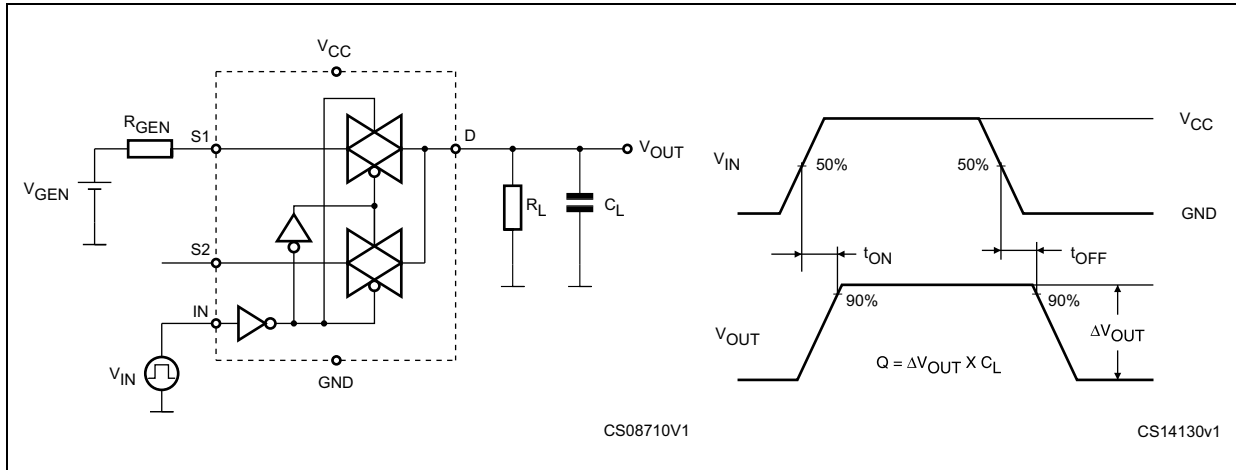 VCC
RGEN
S1
D
VOUT
VGEN
RL
CL
S2
IN
VIN
GND
CS08710V1
VCC
VIN
50%
50%
GND
tON
tOFF
90%
90%
VOUT
ΔVOUT
Q = ΔVOUT X CL
CS14130v1